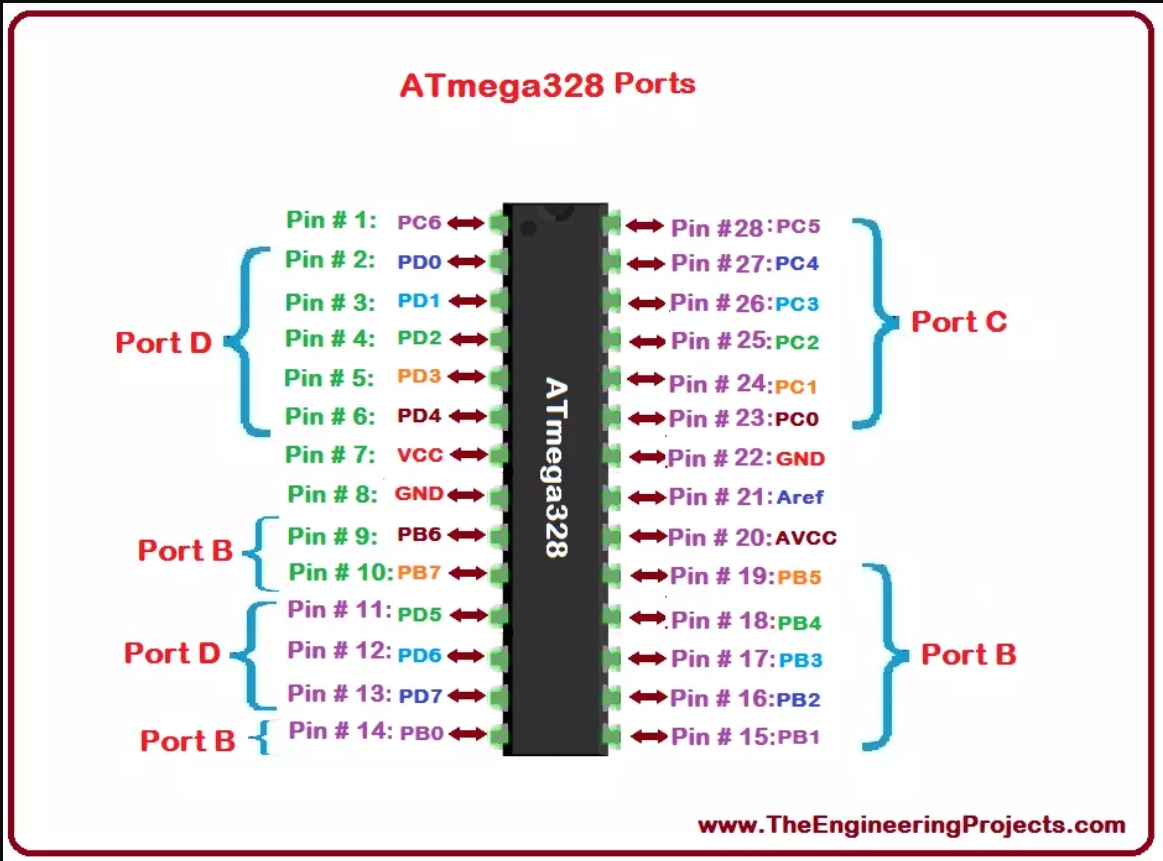 ATmega328 Ports
Pin # 1: PC6
Pin # 2: PD0
Pin # 3: PD1
Pin # 4: PD2
Pin # 5: PD3
Pin # 6: PD4
Port D
Pin # 7: VCC
Pin # 8: GND
Pin # 9: PB6
Pin # 10: PB7
Port B
Pin # 11: PD5
Pin # 12: PD6
Pin # 13: PD7
Port D
Pin # 14: PB0
Port B
ATmega328
Pin #28: PC5
Pin #27: PC4
Pin #26: PC3
Pin #25: PC2
Pin # 24: PC1
Pin # 23: PC0
Port C
Pin # 22: GND
Pin # 21: Aref
Pin # 20: AVCC
Pin # 19: PB5
Pin # 18: PB4
Pin # 17: PB3
Pin # 16: PB2
Pin # 15: PB1
Port B
www.TheEngineeringProjects.com